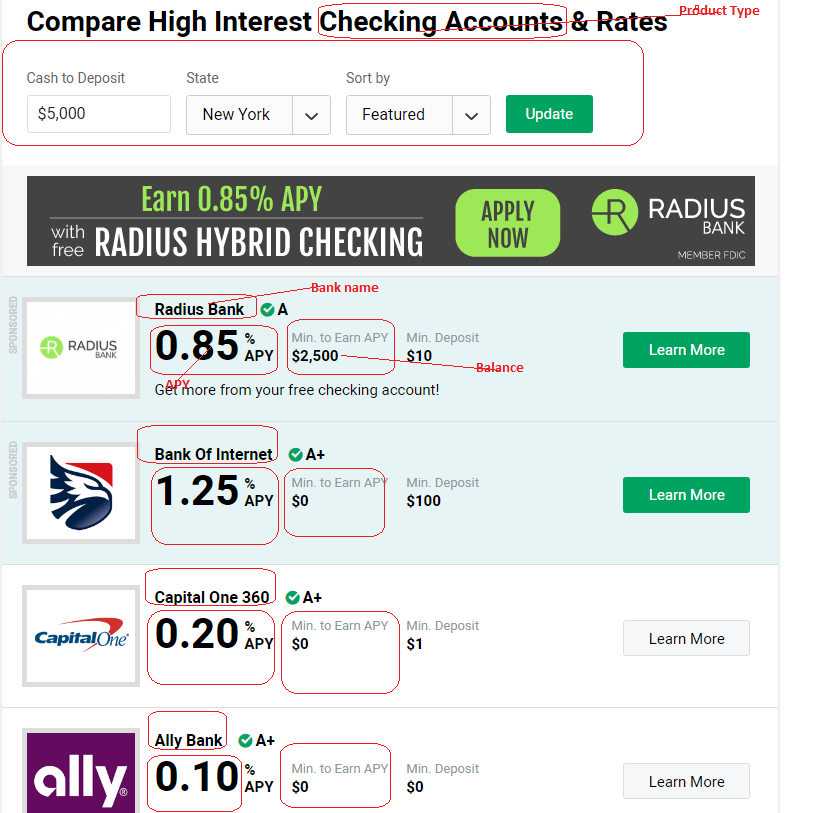 Compare High Interest Checking Accounts & Rates
Product Type
Cash to Deposit
State
Sort by
$5,000
New York
Featured
Update
Earn 0.85% APY
with free RADIUS HYBRID CHECKING
APPLY NOW
RADIUS BANK
MEMBER FDIC
SPONSORED
RADIUS BANK
Bank name
Radius Bank A
0.85 % APY
Min. to Earn APY
$2,500
Min. Deposit
$10
Balance
APY
Learn More
Get more from your free checking account!
SPONSORED
Bank Of Internet A+
1.25 % APY
Min. to Earn APY
$0
Min. Deposit
$100
Learn More
CapitalOne®
Capital One 360 A+
0.20 % APY
Min. to Earn APY
$0
Min. Deposit
$1
Learn More
ally®
Ally Bank A+
0.10 % APY
Min. to Earn APY
$0
Min. Deposit
$0
Learn More